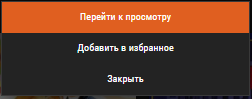 Перейти к просмотру
Добавить в избранное
Закрыть